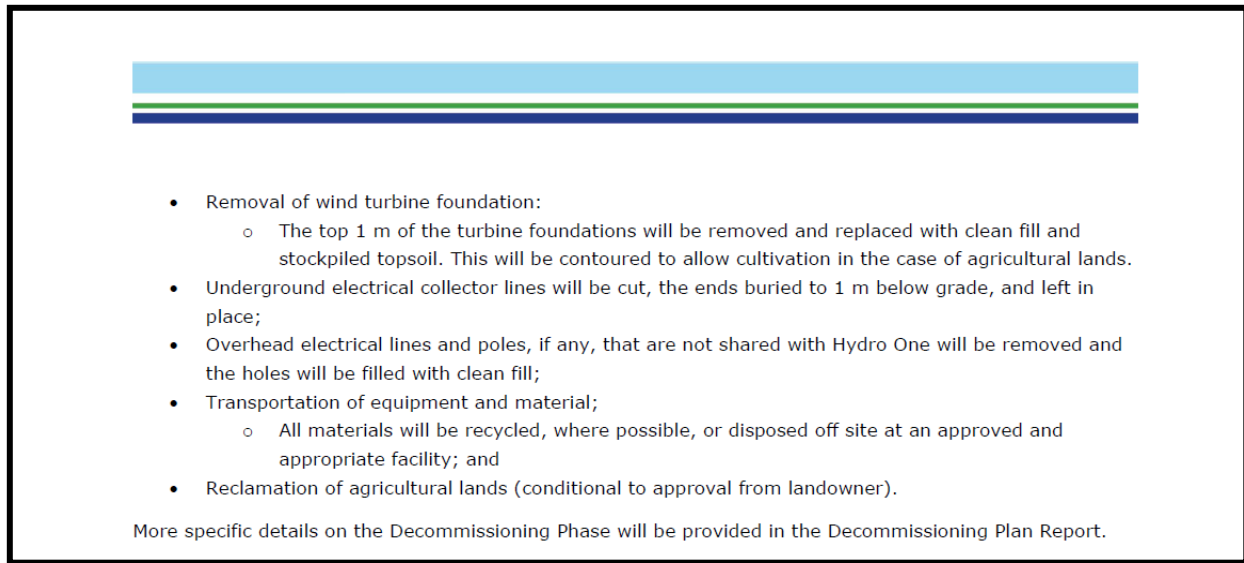 • Removal of wind turbine foundation:
o The top 1 m of the turbine foundations will be removed and replaced with clean fill and
stockpiled topsoil. This will be contoured to allow cultivation in the case of agricultural lands.
• Underground electrical collector lines will be cut, the ends buried to 1 m below grade, and left in
place;
• Overhead electrical lines and poles, if any, that are not shared with Hydro One will be removed and
the holes will be filled with clean fill;
• Transportation of equipment and material;
o All materials will be recycled, where possible, or disposed off site at an approved and
appropriate facility; and
• Reclamation of agricultural lands (conditional to approval from landowner).
More specific details on the Decommissioning Phase will be provided in the Decommissioning Plan Report.